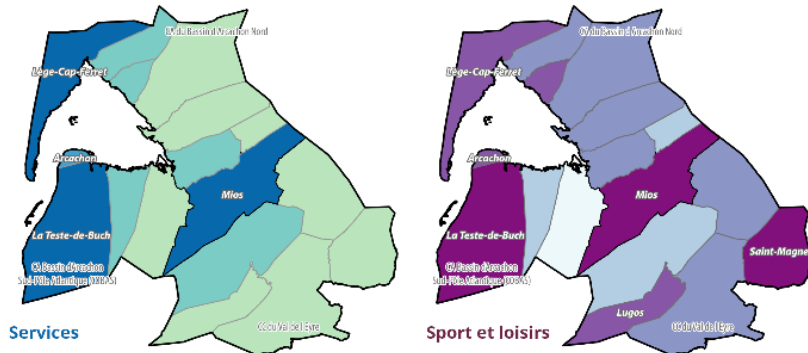 CA du Bassin d'Arcachon Nord
Lège-Cap-Ferret
Arcachon
Mios
La Teste-de-Buch
CA Bassin d'Arcachon
Sud-Pôle Atlantique (COBAS)
CC du Val de l'Eyre
Services
CA du Bassin d'Arcachon Nord
Lège-Cap-Ferret
Arcachon
Mios
La Teste-de-Buch
Saint-Magne
CA Bassin d'Arcachon
Sud-Pôle Atlantique (COBAS)
Lugos
CC du Val de l'Eyre
Sport et loisirs